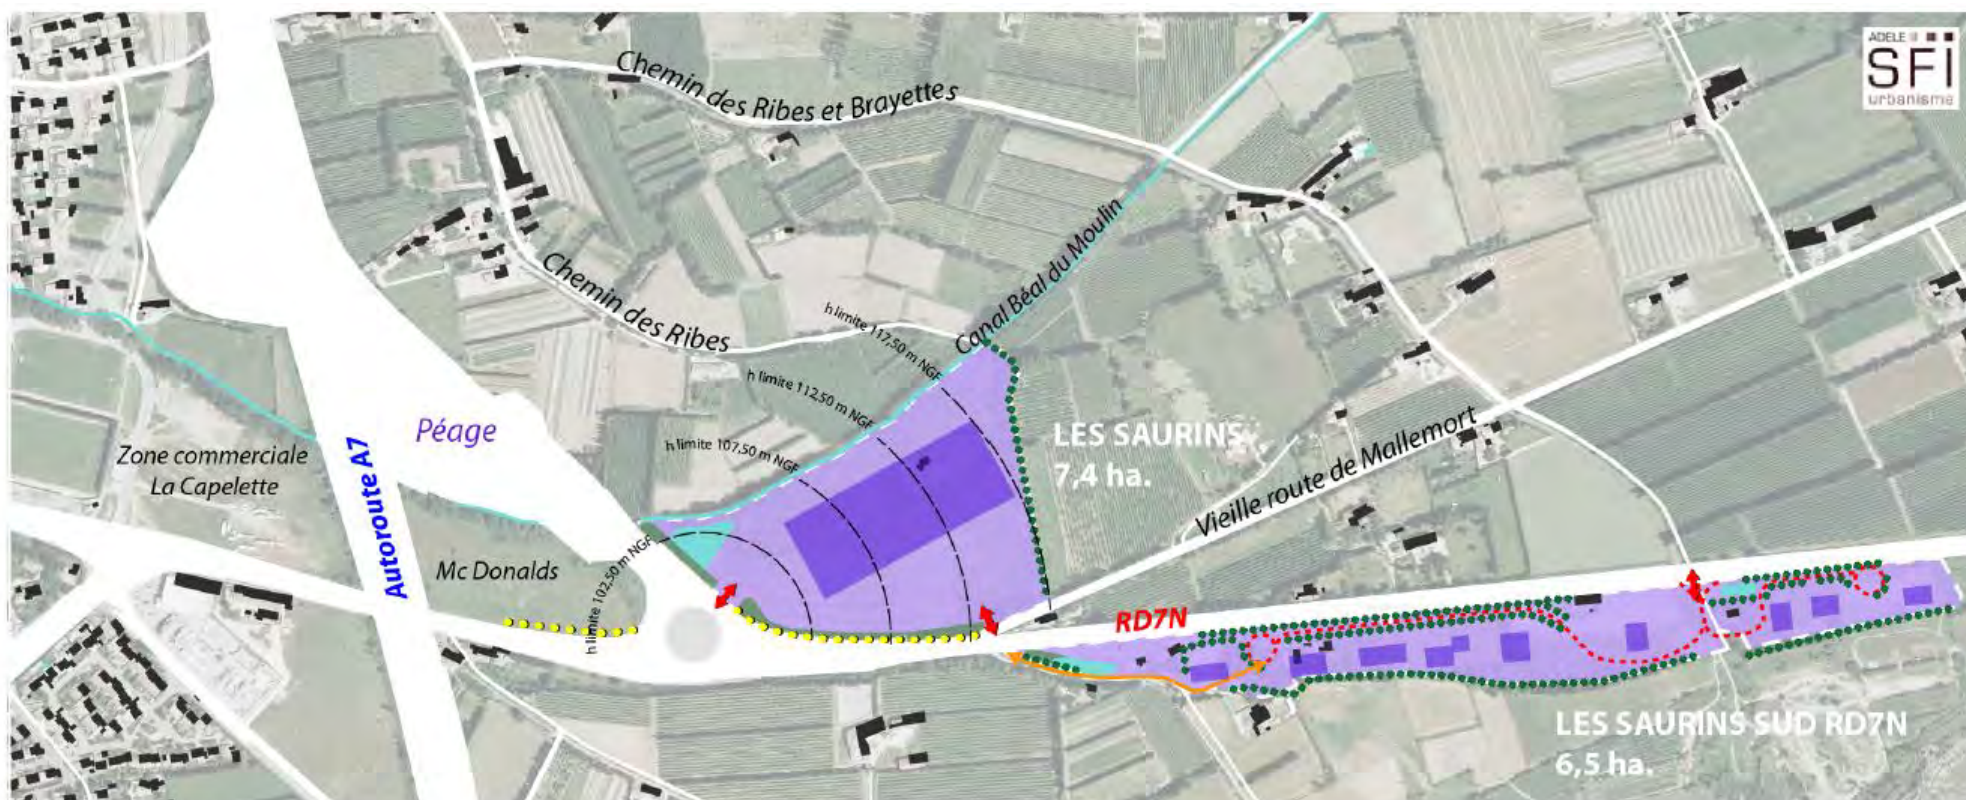 ADELE
SFI
urbanisme
Chemin des Ribes et Brayettes
Canal Béal du Moulin
Chemin des Ribes
h limite 117,50 m NGF
h limite 112,50 m NGF
h limite 107,50 m NGF
h limite 102,50 m NGF
Péage
Autoroute A7
Zone commerciale
La Capelette
Mc Donalds
LES SAURINS
7,4 ha.
Vieille route de Mallemort
RD7N
LES SAURINS SUD RD7N
6,5 ha.